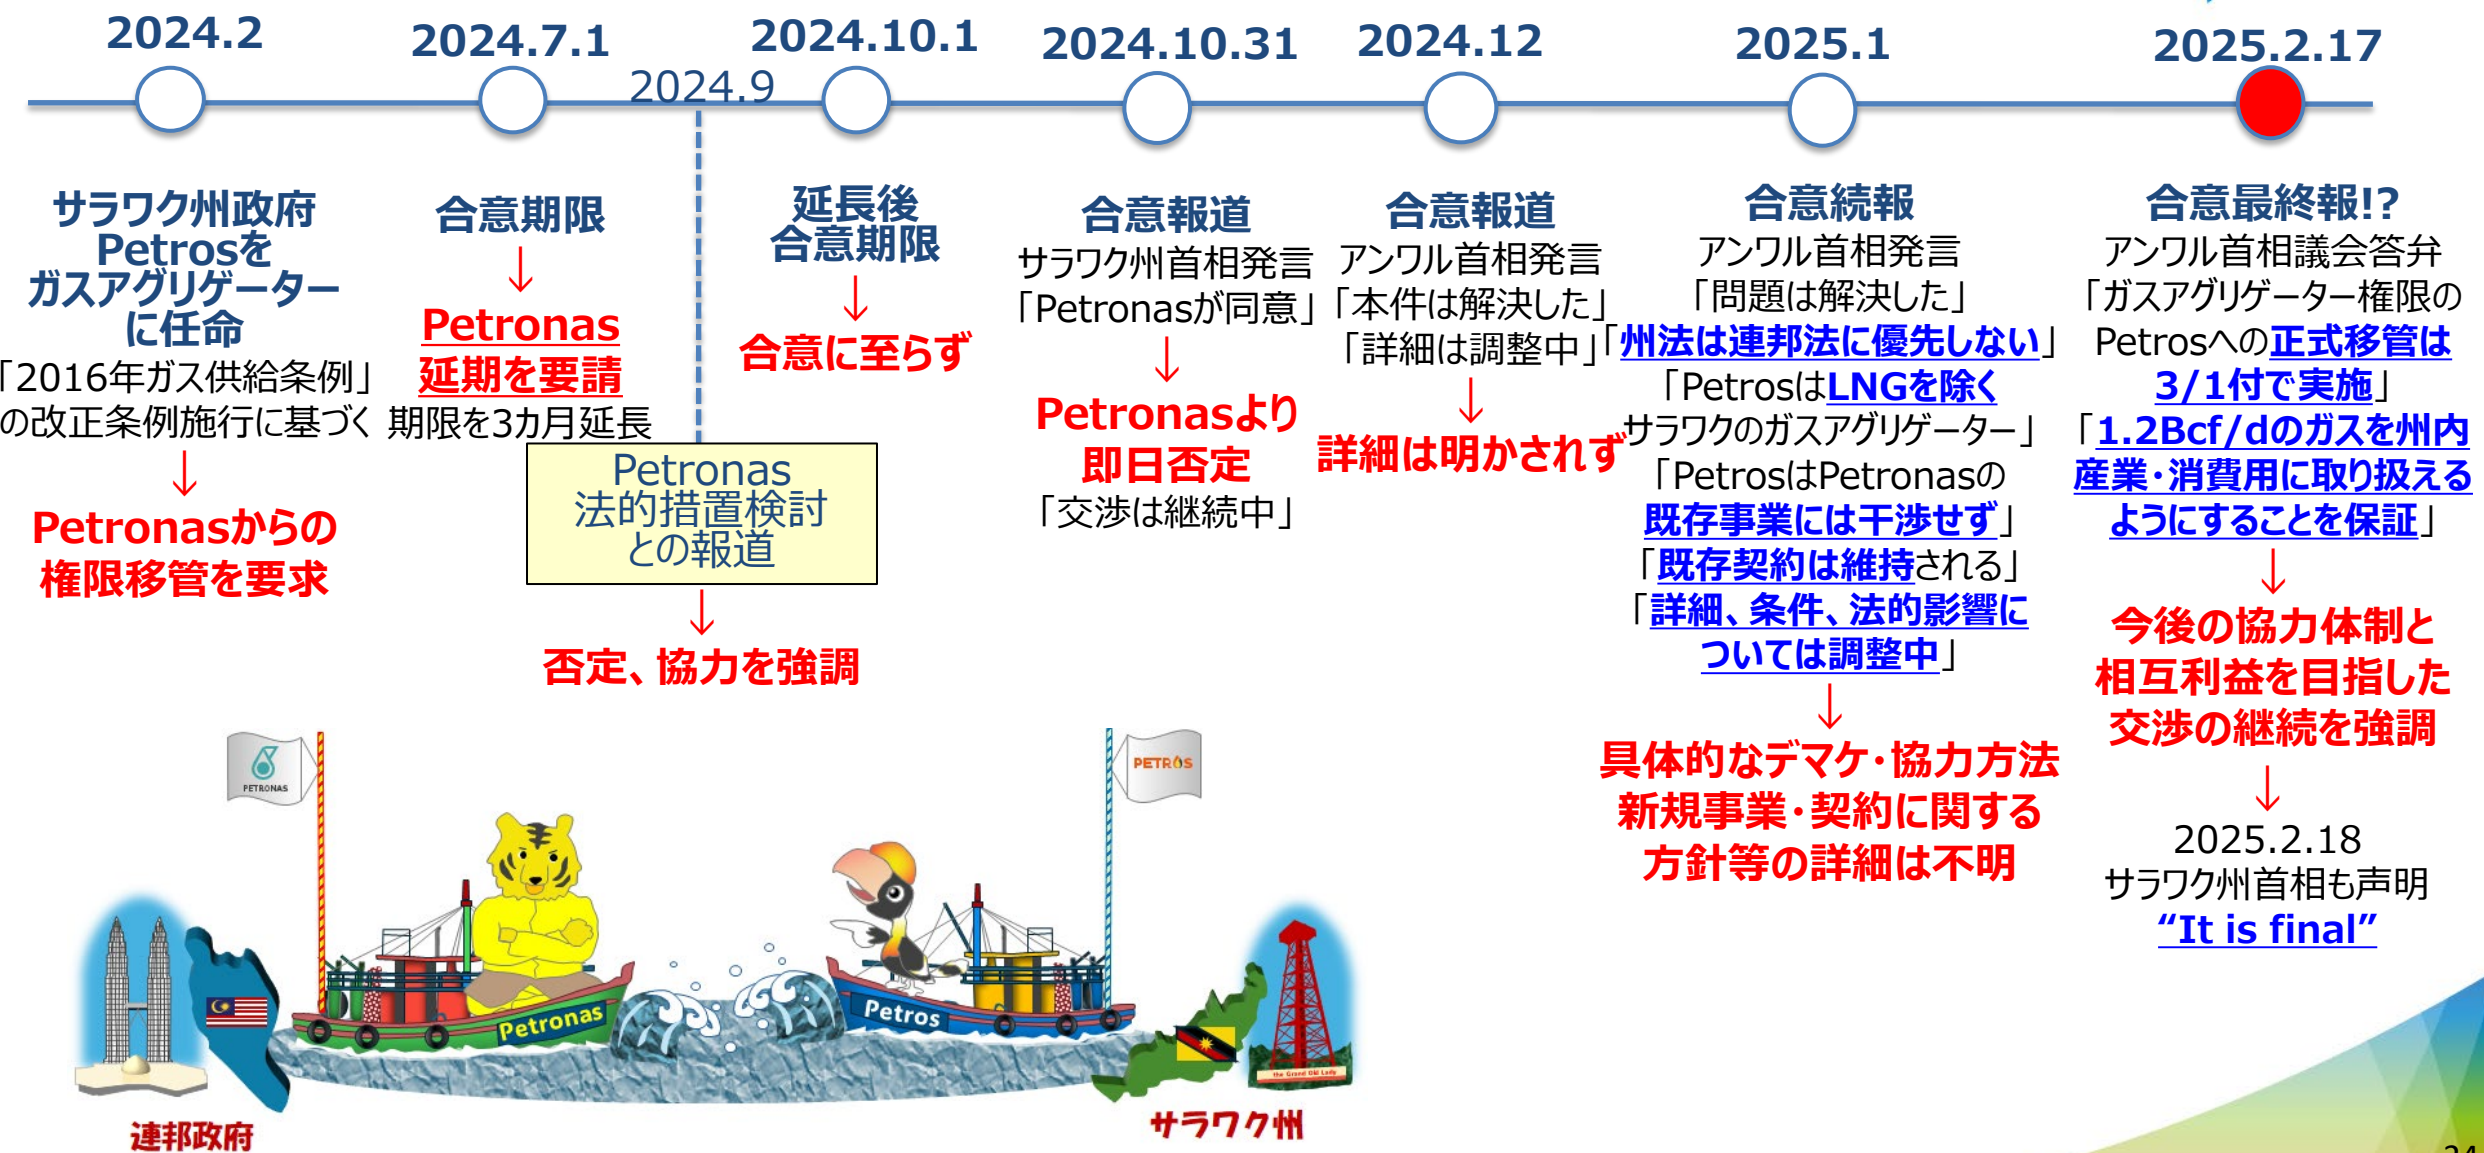 2024.2
サラワク州政府
Petrosを
ガスアグリゲーター
に任命
「2016年ガス供給条例」
の改正条例施行に基づく
↓
Petronasからの
権限移管を要求
2024.7.1
合意期限
↓
Petronas
延期を要請
期限を3カ月延長
2024.9
Petronas
法的措置検討
との報道
↓
否定、協力を強調
2024.10.1
延長後
合意期限
↓
合意に至らず
2024.10.31
合意報道
サラワク州首相発言
「Petronasが同意」
↓
Petronasより
即日否定
「交渉は継続中」
2024.12
合意報道
アンワル首相発言
「本件は解決した」
「詳細は調整中」
↓
詳細は明かされず
2025.1
合意続報
アンワル首相発言
「問題は解決した」
「州法は連邦法に優先しない」
「PetrosはLNGを除く
サラワクのガスアグリゲーター」
「PetrosはPetronasの
既存事業には干渉せず」
「既存契約は維持される」
「詳細、条件、法的影響に
ついては調整中」
↓
具体的なデマケ・協力方法
新規事業・契約に関する
方針等の詳細は不明
2025.2.17
合意最終報!?
アンワル首相議会答弁
「ガスアグリゲーター権限の
Petrosへの正式移管は
3/1付で実施」
「1.2Bcf/dのガスを州内
産業・消費用に取り扱える
ようにすることを保証」
↓
今後の協力体制と
相互利益を目指した
交渉の継続を強調
↓
2025.2.18
サラワク州首相も声明
“It is final”
PETRONAS
PETROS
Petronas
Petros
the Grand Old Lady
連邦政府
サラワク州